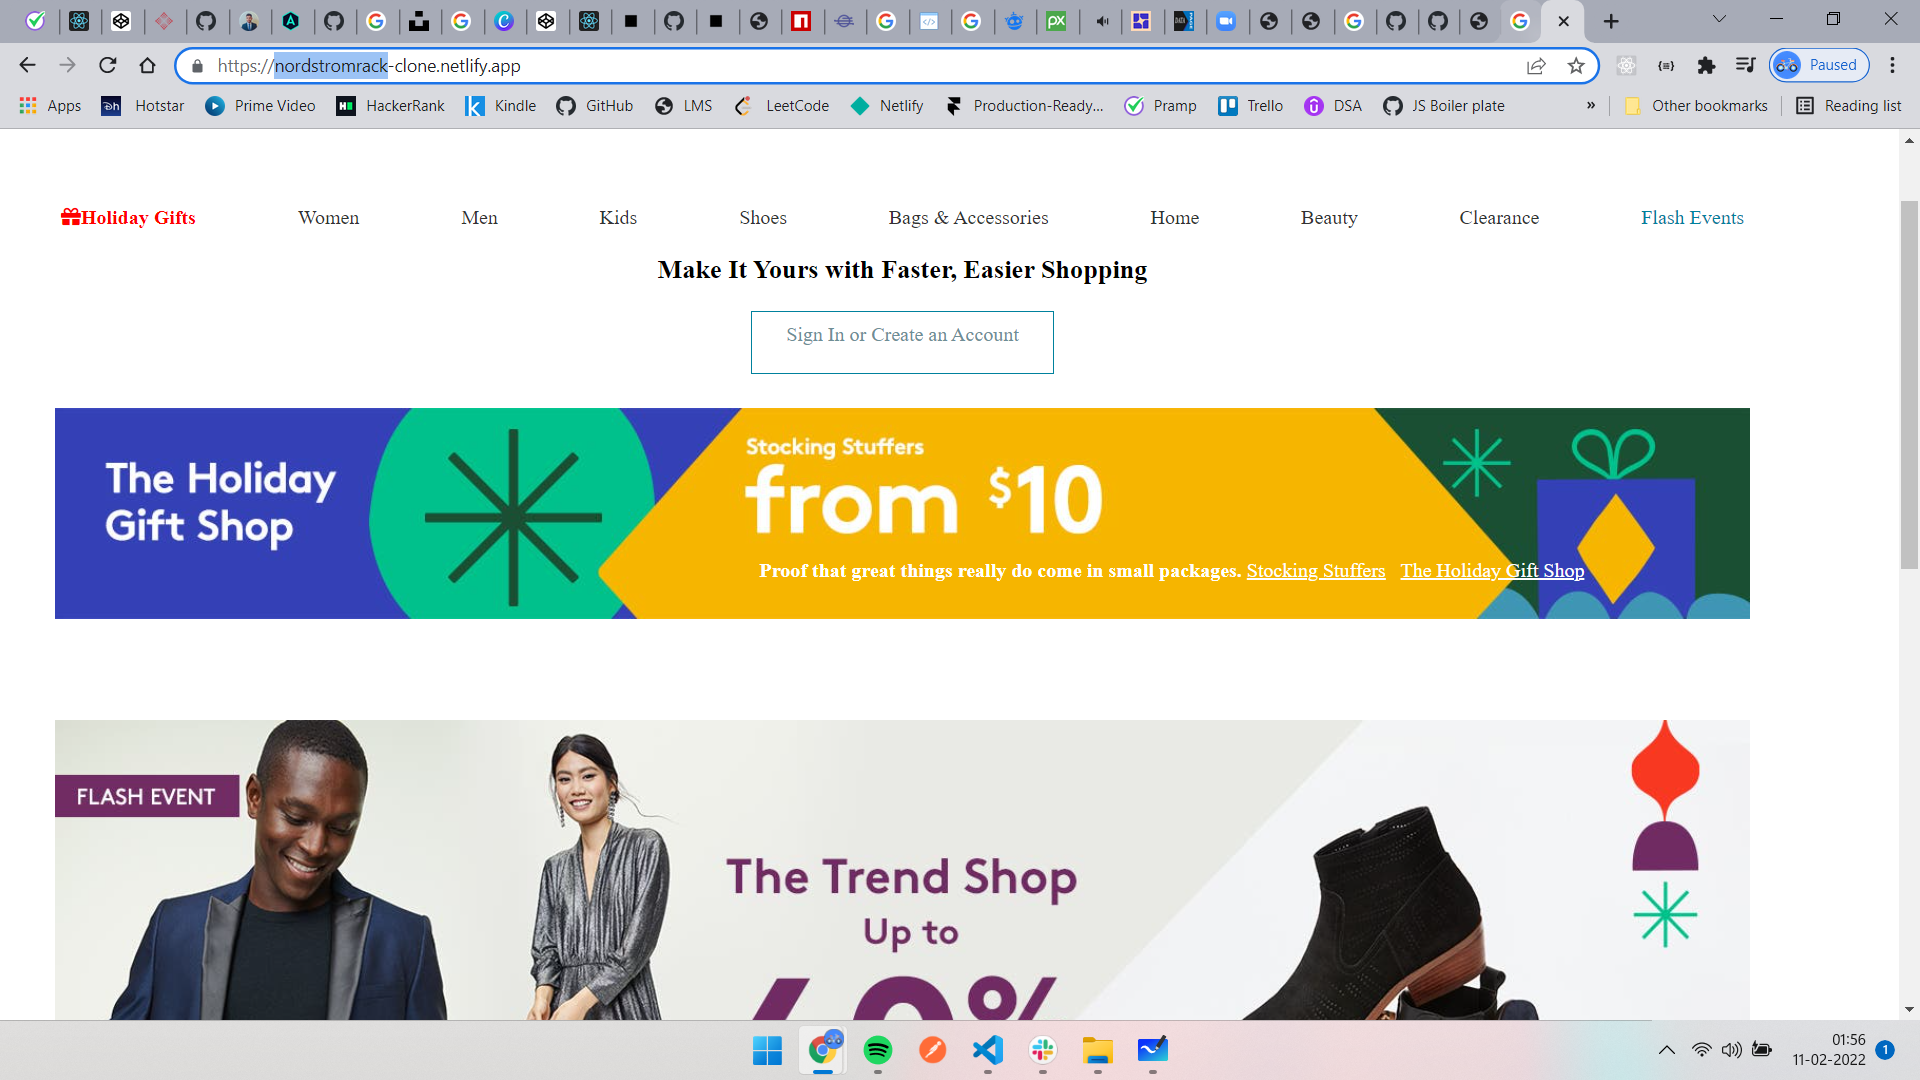 https://nordstromrack-clone.netlify.app
Paused
Apps Hotstar Prime Video HackerRank Kindle GitHub LMS LeetCode Netlify Production-Ready... Pramp Trello DSA JS Boiler plate » Other bookmarks Reading list
Holiday Gifts Women Men Kids Shoes Bags & Accessories Home Beauty Clearance Flash Events
Make It Yours with Faster, Easier Shopping
Sign In or Create an Account
The Holiday
Gift Shop
Stocking Stuffers
from $10
Proof that great things really do come in small packages. Stocking Stuffers The Holiday Gift Shop
FLASH EVENT
The Trend Shop
Up to
01:56
11-02-2022
1